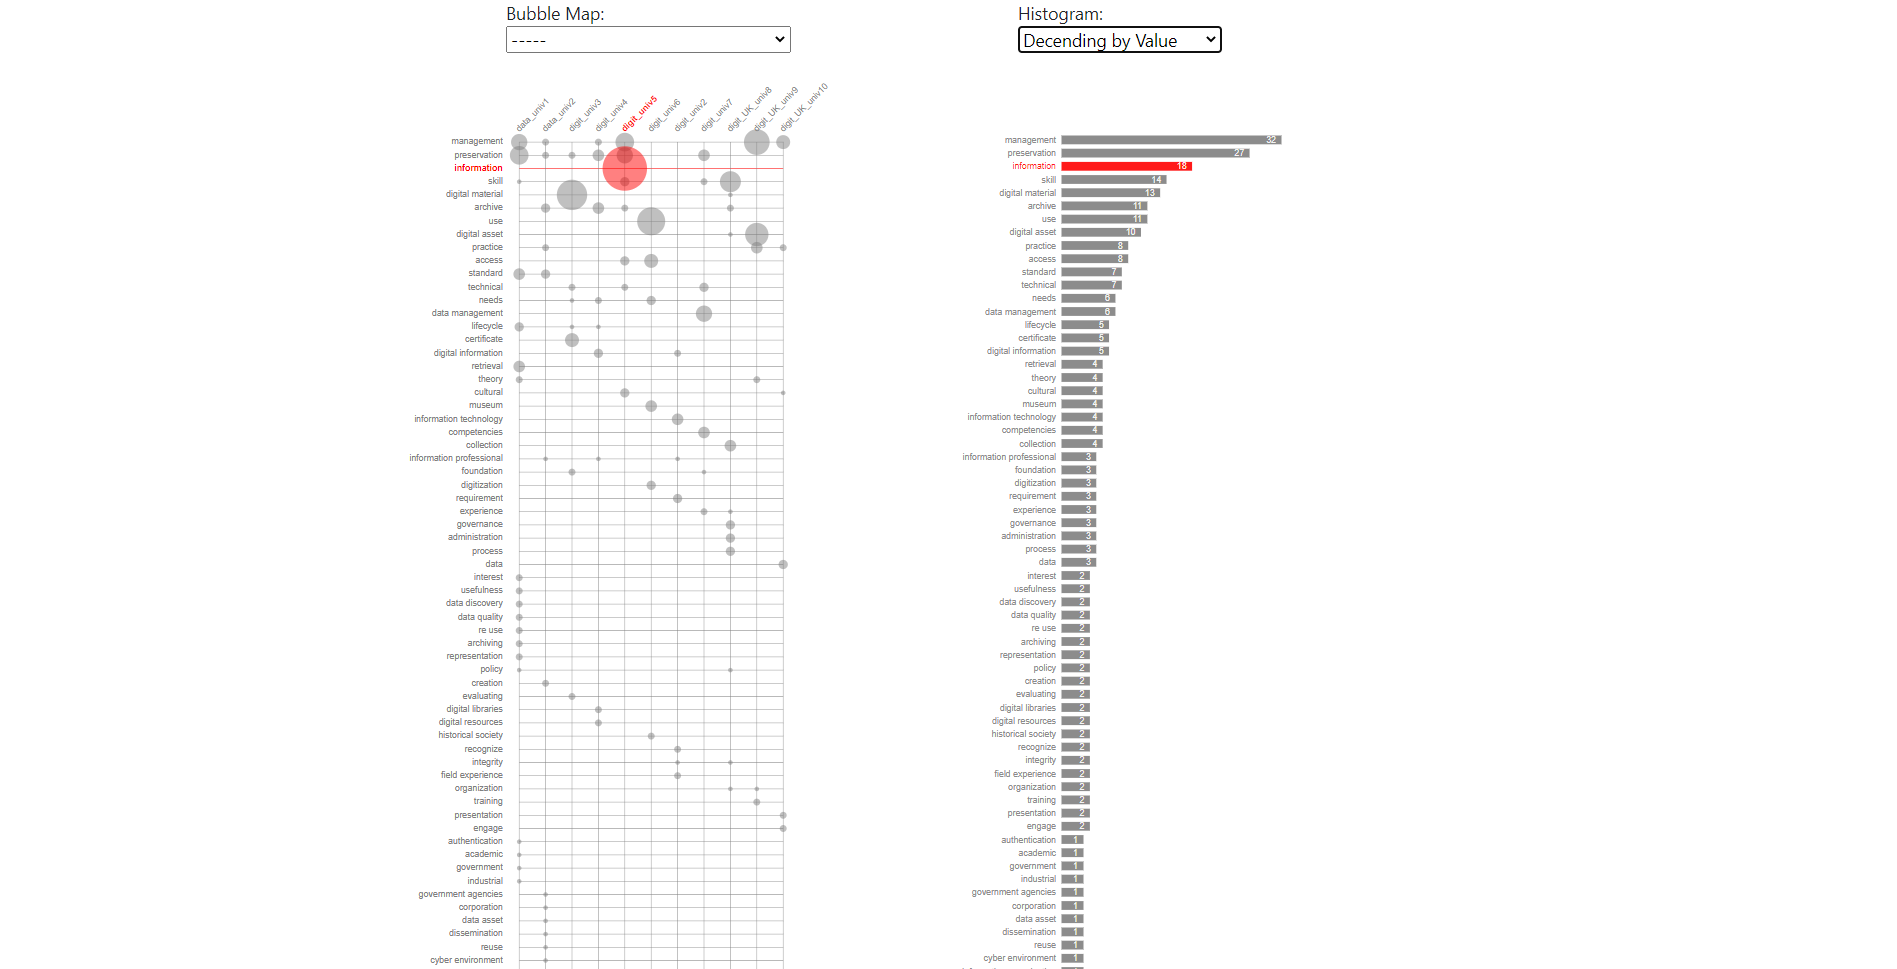 Bubble Map:
-----
Histogram:
Decending by Value
data_univ1
data_univ2
digit_univ3
digit_univ4
digit_univ5
digit_univ6
digit_univ2
digit_univ7
digit_UK_univ8
digit_UK_univ9
digit_UK_univ10
management
preservation
information
skill
digital material
archive
use
digital asset
practice
access
standard
technical
needs
data management
lifecycle
certificate
digital information
retrieval
theory
cultural
museum
information technology
competencies
collection
information professional
foundation
digitization
requirement
experience
governance
administration
process
data
interest
usefulness
data discovery
data quality
re use
archiving
representation
policy
creation
evaluating
digital libraries
digital resources
historical society
recognize
integrity
field experience
organization
training
presentation
engage
authentication
academic
government
industrial
government agencies
corporation
data asset
dissemination
reuse
cyber environment
management 32
preservation 27
information 18
skill 14
digital material 13
archive 11
use 11
digital asset 10
practice 8
access 8
standard 7
technical 7
needs 6
data management 6
lifecycle 5
certificate 5
digital information 5
retrieval 4
theory 4
cultural 4
museum 4
information technology 4
competencies 4
collection 4
information professional 3
foundation 3
digitization 3
requirement 3
experience 3
governance 3
administration 3
process 3
data 3
interest 2
usefulness 2
data discovery 2
data quality 2
re use 2
archiving 2
representation 2
policy 2
creation 2
evaluating 2
digital libraries 2
digital resources 2
historical society 2
recognize 2
integrity 2
field experience 2
organization 2
training 2
presentation 2
engage 2
authentication 1
academic 1
government 1
industrial 1
government agencies 1
corporation 1
data asset 1
dissemination 1
reuse 1
cyber environment 1